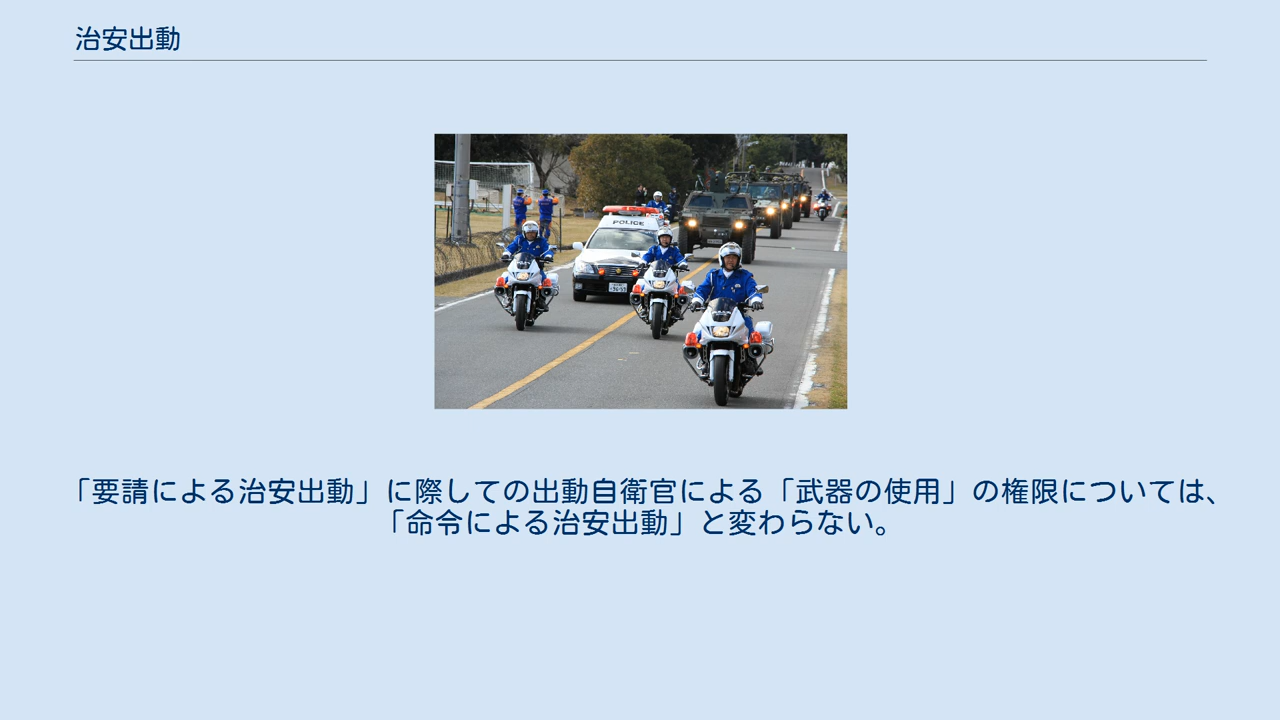 治安出動
POLICE
「要請による治安出動」に際しての出動自衛官による「武器の使用」の権限については、
「命令による治安出動」と変わらない。